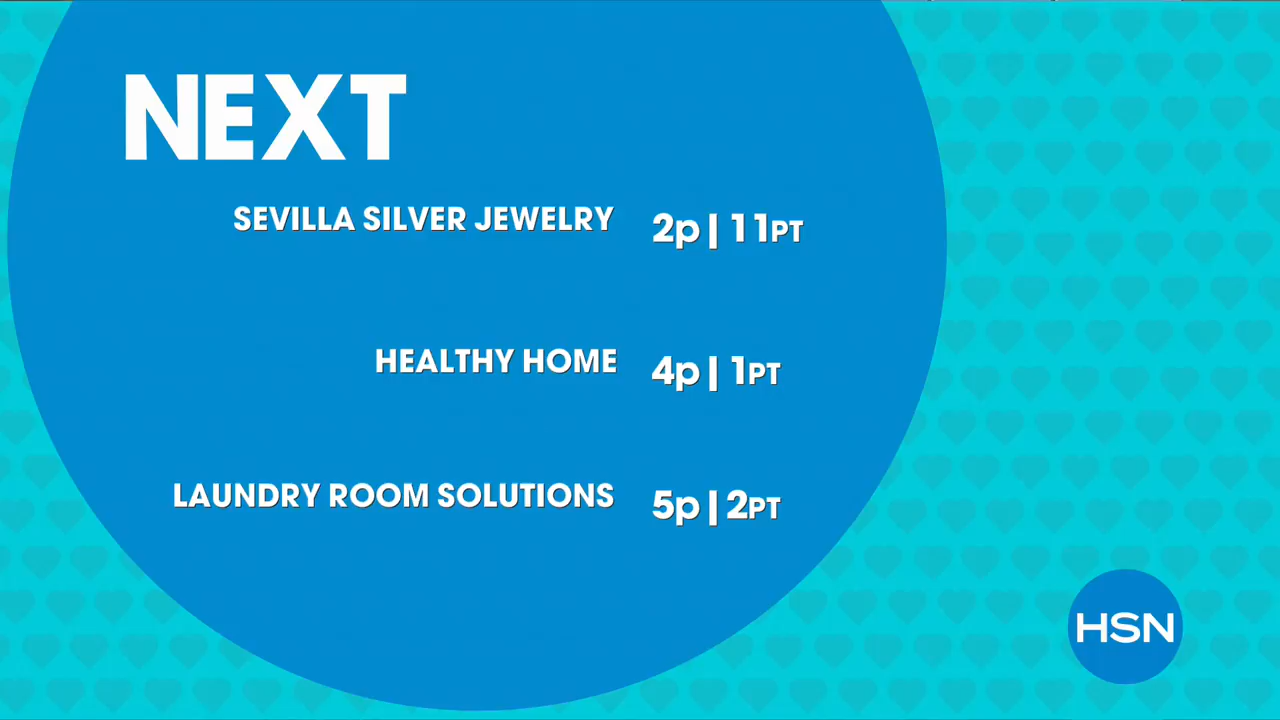 NEXT
SEVILLA SILVER JEWELRY 2p | 11PT
HEALTHY HOME 4p | 1PT
LAUNDRY ROOM SOLUTIONS 5p | 2PT
HSN